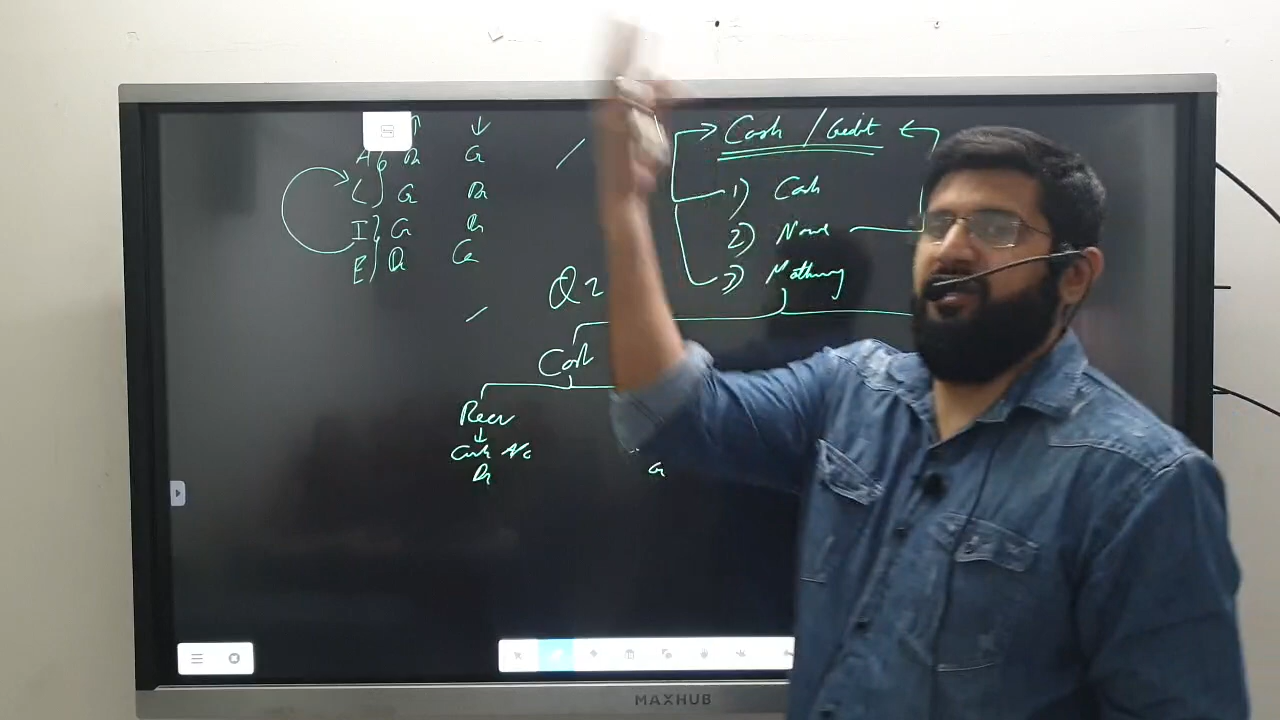 ↑ ↓
A Dr Cr
L Cr Dr
I Cr Dr
E Dr Cr
Cash / Credit
1) Cash
2) Name
3) Nothing
Q2
Cash
↓
Cash A/c
Dr
Cr
MAXHUB